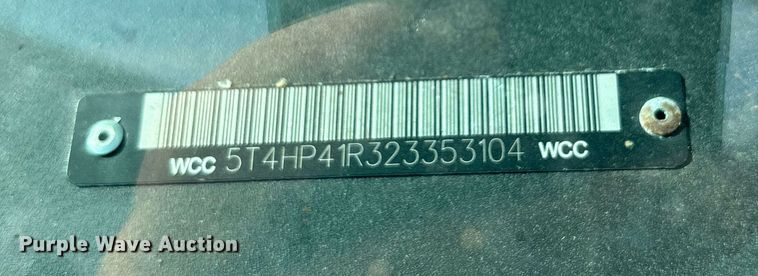 WCC 5T4HP41R323353104 WCC
Purple Wave Auction